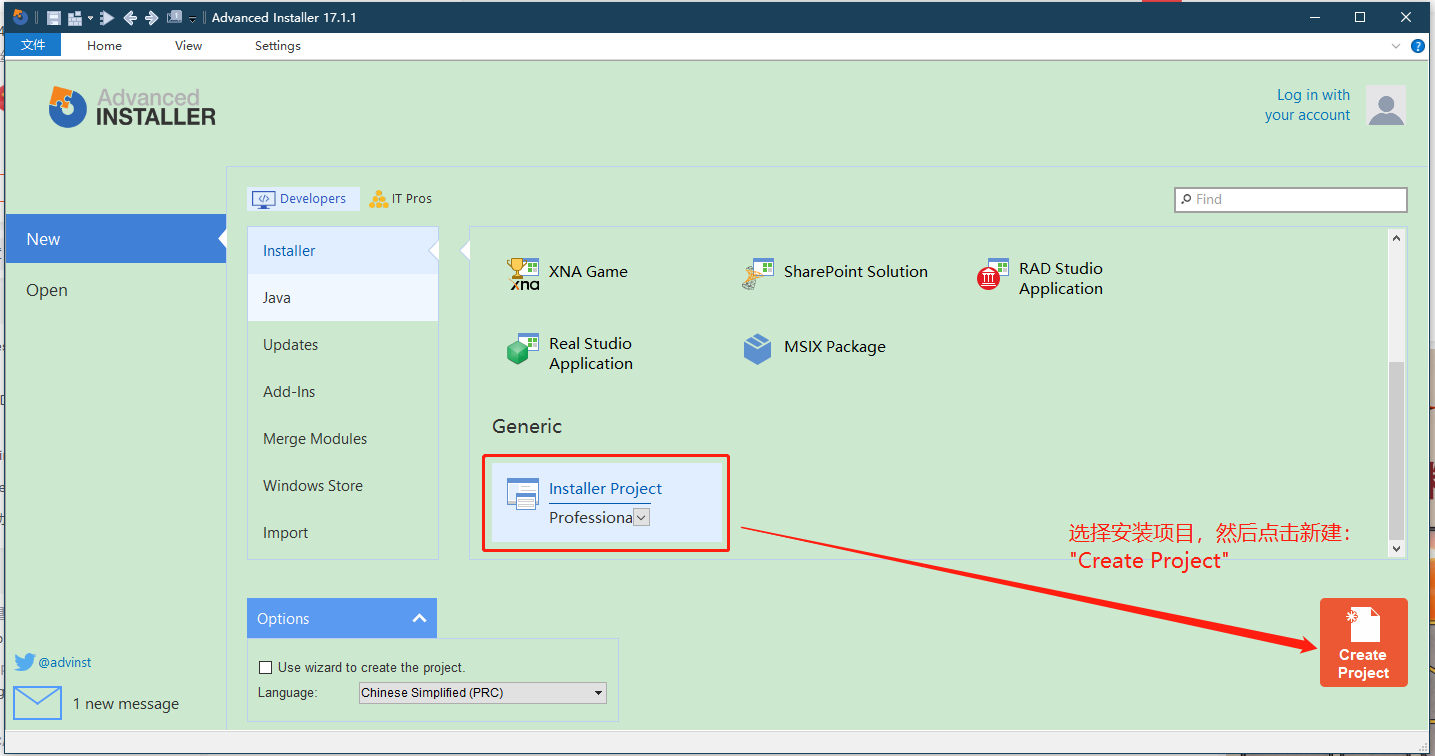 Advanced Installer 17.1.1
文件 Home View Settings
Advanced
INSTALLER
Log in with
your account
New
Open
Developers IT Pros
Find
Installer
Java
Updates
Add-Ins
Merge Modules
Windows Store
Import
xna
XNA Game
SharePoint Solution
RAD Studio
Application
Real Studio
Application
MSIX Package
Generic
Installer Project
Professiona
选择安装项目，然后点击新建：
"Create Project"
Options
Use wizard to create the project.
Language: Chinese Simplified (PRC)
Create
Project
@advinst
1 new message